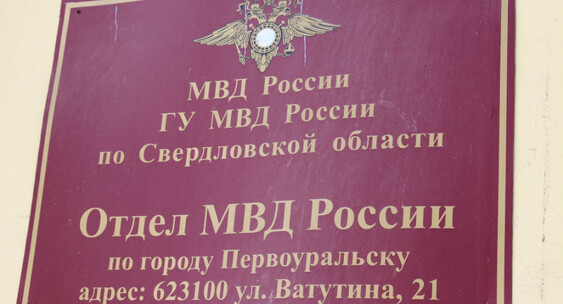 МВД России
ГУ МВД России
по Свердловской области
Отдел МВД России
по городу Первоуральску
адрес: 623100 ул. Ватутина, 21